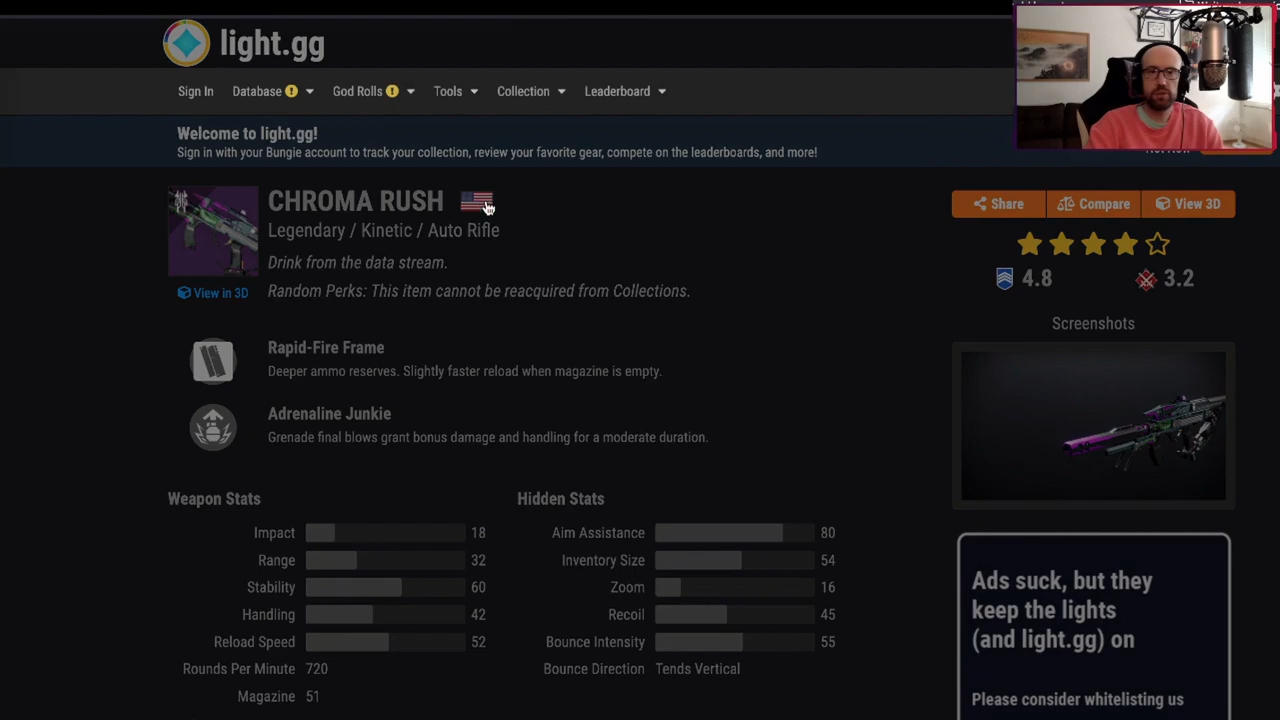 light.gg
Sign In Database God Rolls Tools Collection Leaderboard
Welcome to light.gg!
Sign in with your Bungie account to track your collection, review your favorite gear, compete on the leaderboards, and more!
CHROMA RUSH
Legendary / Kinetic / Auto Rifle
Drink from the data stream.
View in 3D
Random Perks: This item cannot be reacquired from Collections.
Share Compare View 3D
4.8 3.2
Screenshots
Rapid-Fire Frame
Deeper ammo reserves. Slightly faster reload when magazine is empty.
Adrenaline Junkie
Grenade final blows grant bonus damage and handling for a moderate duration.
Weapon Stats
Impact 18
Range 32
Stability 60
Handling 42
Reload Speed 52
Rounds Per Minute 720
Magazine 51
Hidden Stats
Aim Assistance 80
Inventory Size 54
Zoom 16
Recoil 45
Bounce Intensity 55
Bounce Direction Tends Vertical
Ads suck, but they
keep the lights
(and light.gg) on
Please consider whitelisting us